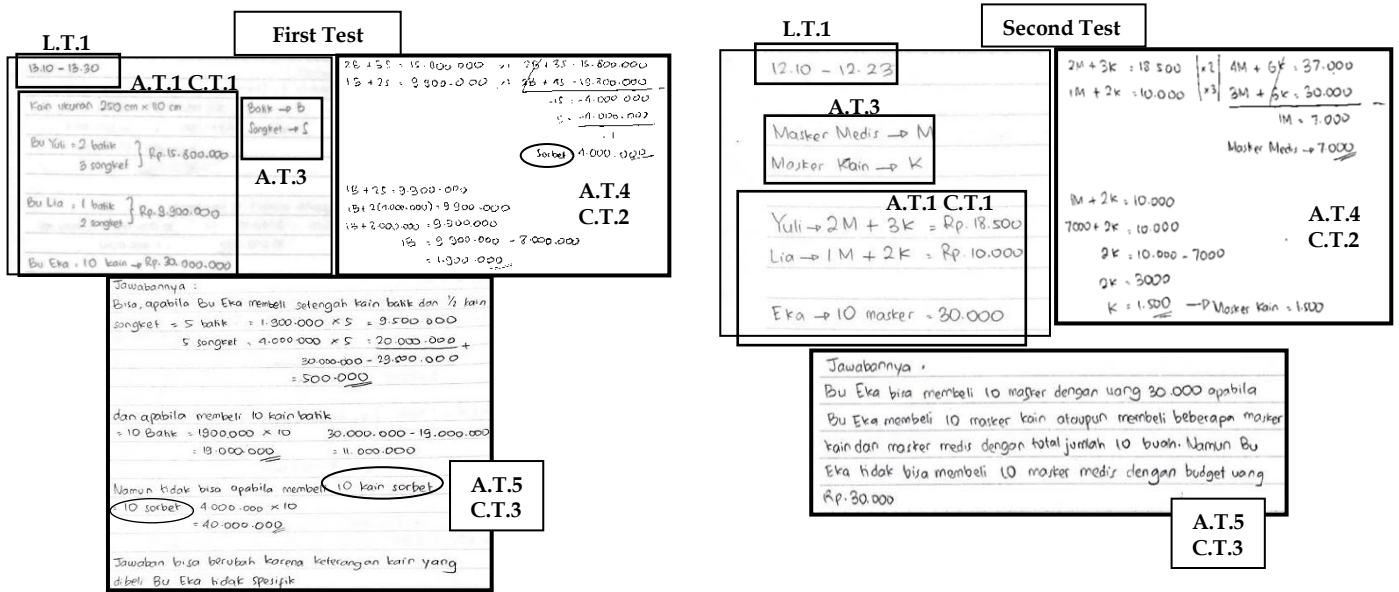 First Test
L.T.1
13.10 - 13.30
A.T.1 C.T.1
Kain ukuran 250 cm x 110 cm
Bu Yuli = 2 batik
3 songket
Rp. 15.800.000
Bu Lia = 1 batik
2 songket
Rp. 9.900.000
Bu Eka = 10 kain → Rp. 30.000.000
Batik → B
Songket → S
A.T.3
2B + 3S = 15.800.000 x1 2B + 3S = 15.800.000
1B + 2S = 9.900.000 x2 2B + 4S = 19.800.000
-1S = -4.000.000
S = -4.000.000
-1
Sorbet 4.000.000
1B + 2S = 9.900.000
1B + 2(4.000.000) = 9.900.000
1B + 8.000.000 = 9.900.000
1B = 9.900.000 - 8.000.000
= 1.900.000
A.T.4
C.T.2
Jawabannya :
Bisa, apabila Bu Eka membeli setengah kain batik dan 1/2 kain
songket = 5 batik = 1.900.000 x 5 = 9.500.000
5 songket = 4.000.000 x 5 = 20.000.000 +
30.000.000 - 29.500.000
= 500.000
dan apabila membeli 10 kain batik
= 10 Batik = 1900.000 x 10 30.000.000 - 19.000.000
= 19.000.000 = 11.000.000
Namun tidak bisa apabila membeli 10 kain sorbet
= 10 sorbet 4.000.000 x 10
= 40.000.000
Jawaban bisa berubah karena keterangan kain yang
dibeli Bu Eka tidak spesifik
A.T.5
C.T.3
Second Test
L.T.1
12.10 - 12.23
A.T.3
Masker Medis → M
Masker Kain → K
A.T.1 C.T.1
Yuli → 2M + 3K = Rp. 18.500
Lia → 1M + 2K = Rp. 10.000
Eka → 10 masker = 30.000
2M + 3K = 18.500 |x2| 4M + 6K = 37.000
1M + 2K = 10.000 |x3| 3M + 6K = 30.000 -
1M = 7.000
Masker Medis → 7.000
1M + 2K = 10.000
7000 + 2K = 10.000
2K = 10.000 - 7000
2K = 3000
K = 1.500 → Masker Kain = 1.500
A.T.4
C.T.2
Jawabannya .
Bu Eka bisa membeli 10 masker dengan uang 30.000 apabila
Bu Eka membeli 10 masker kain ataupun membeli beberapa masker
kain dan masker medis dengan total jumlah 10 buah. Namun Bu
Eka tidak bisa membeli 10 masker medis dengan budget uang
Rp. 30.000
A.T.5
C.T.3